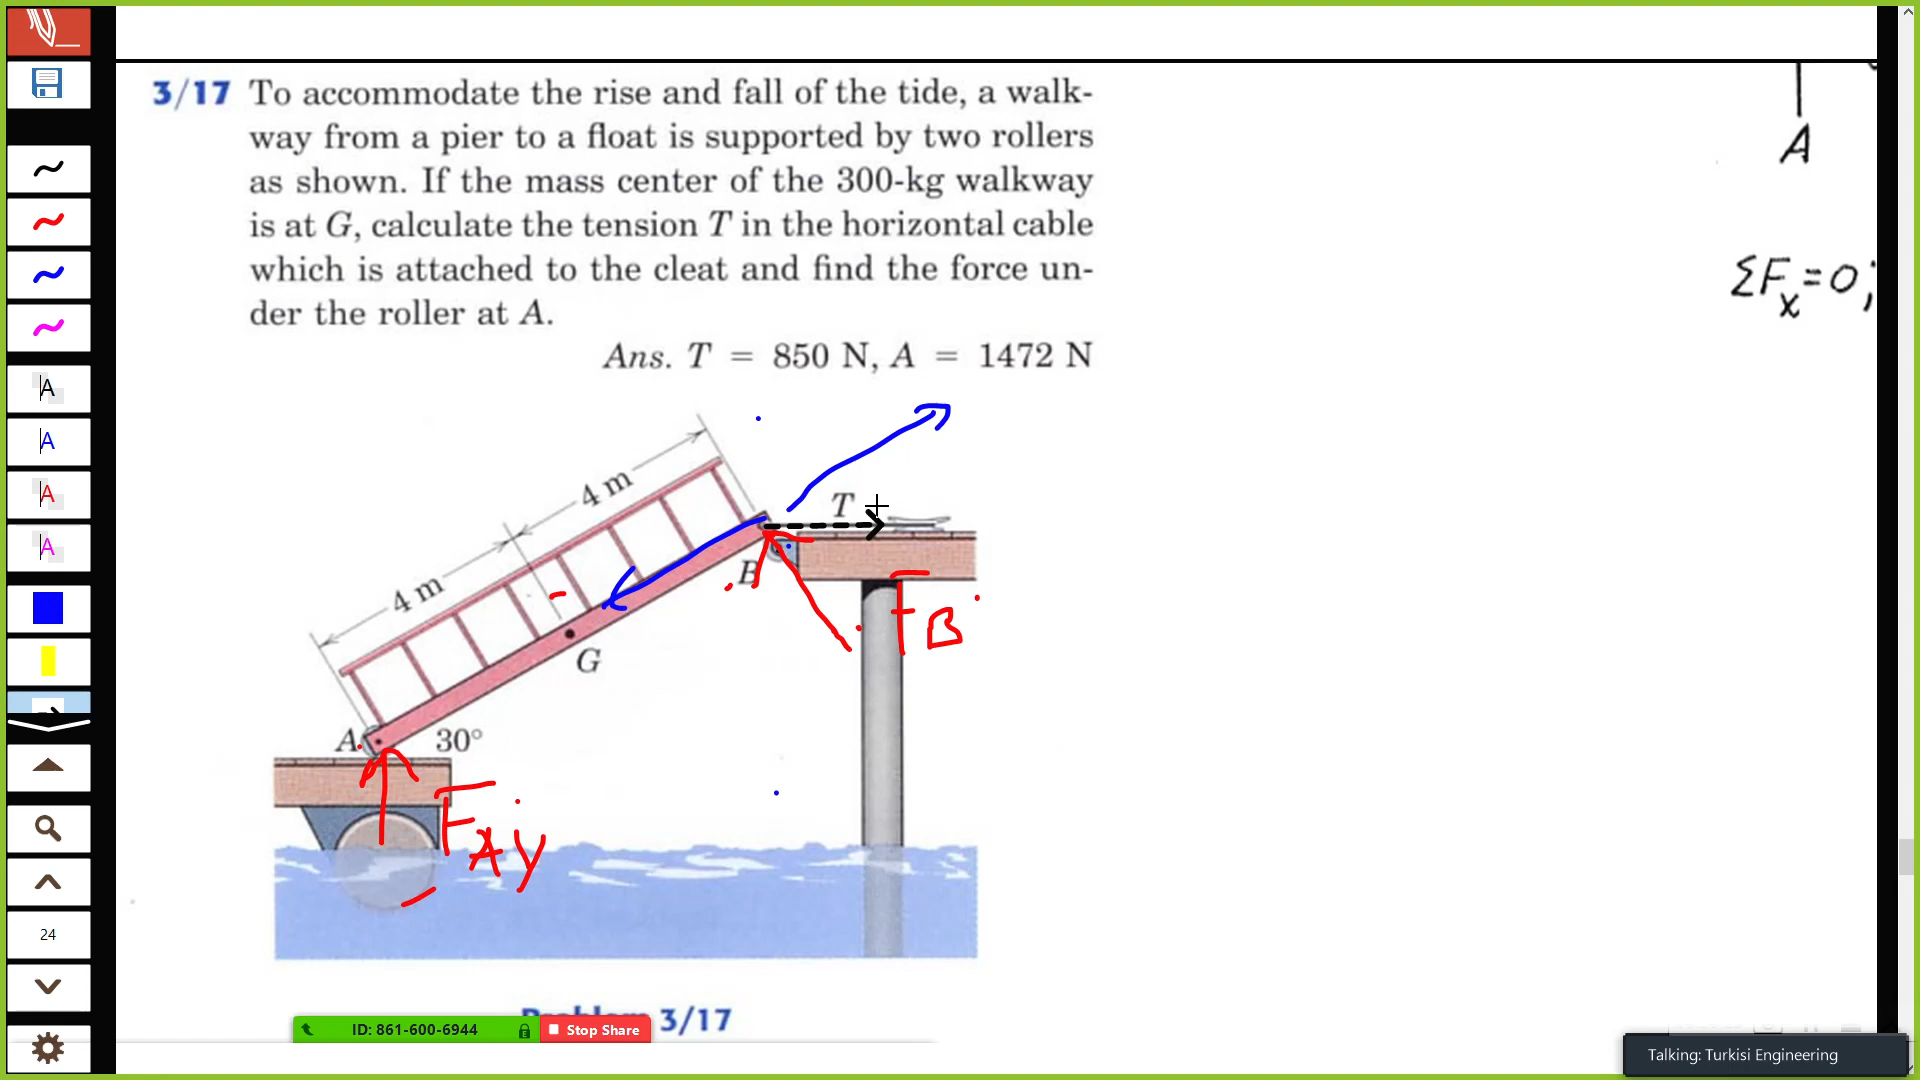 3/17 To accommodate the rise and fall of the tide, a walk-
way from a pier to a float is supported by two rollers
as shown. If the mass center of the 300-kg walkway
is at G, calculate the tension T in the horizontal cable
which is attached to the cleat and find the force un-
der the roller at A.
Ans. T = 850 N, A = 1472 N
A
ΣFx=0;
4 m
T
4 m
B
FB
G
A
30°
FAy
Problem 3/17
A
A
A
A
24
ID: 861-600-6944
Stop Share
Talking: Turkisi Engineering